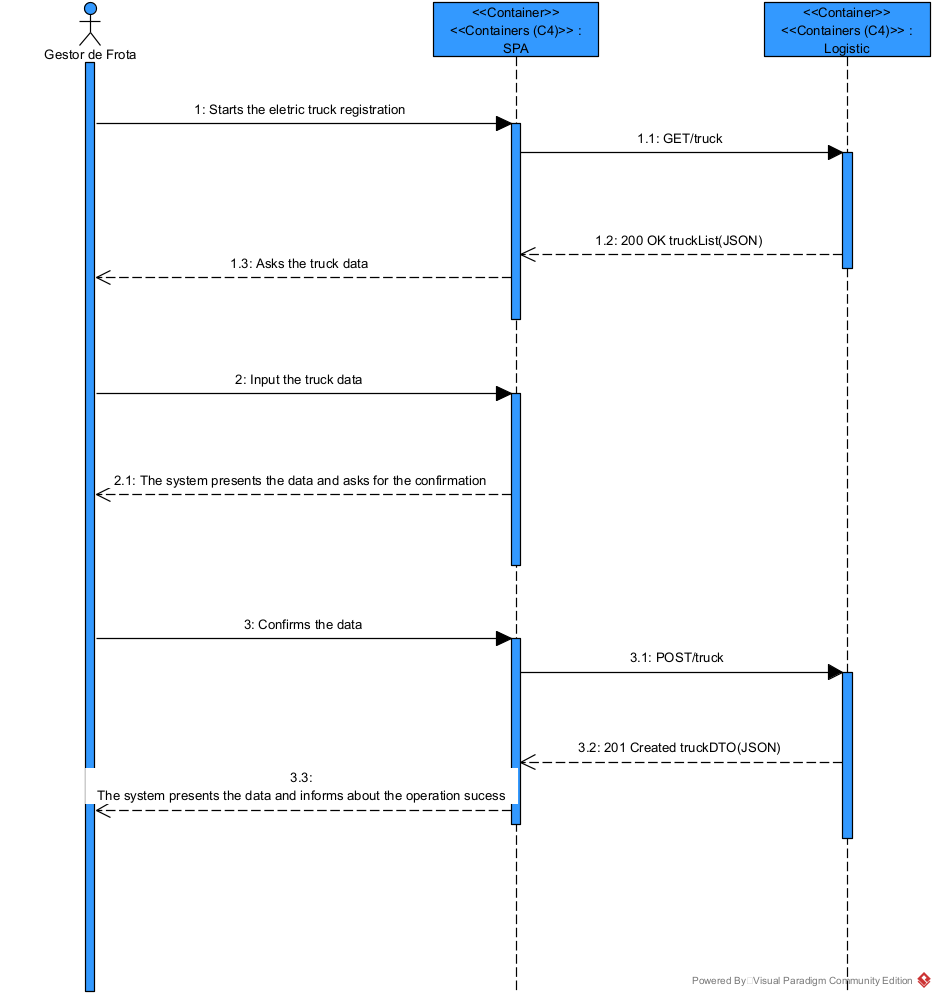 <<Container>>
<<Containers (C4)>> :
SPA
<<Container>>
<<Containers (C4)>> :
Logistic
Gestor de Frota
1: Starts the eletric truck registration
1.1: GET/truck
1.2: 200 OK truckList(JSON)
1.3: Asks the truck data
2: Input the truck data
2.1: The system presents the data and asks for the confirmation
3: Confirms the data
3.1: POST/truck
3.2: 201 Created truckDTO(JSON)
3.3:
The system presents the data and informs about the operation sucess
Powered By Visual Paradigm Community Edition